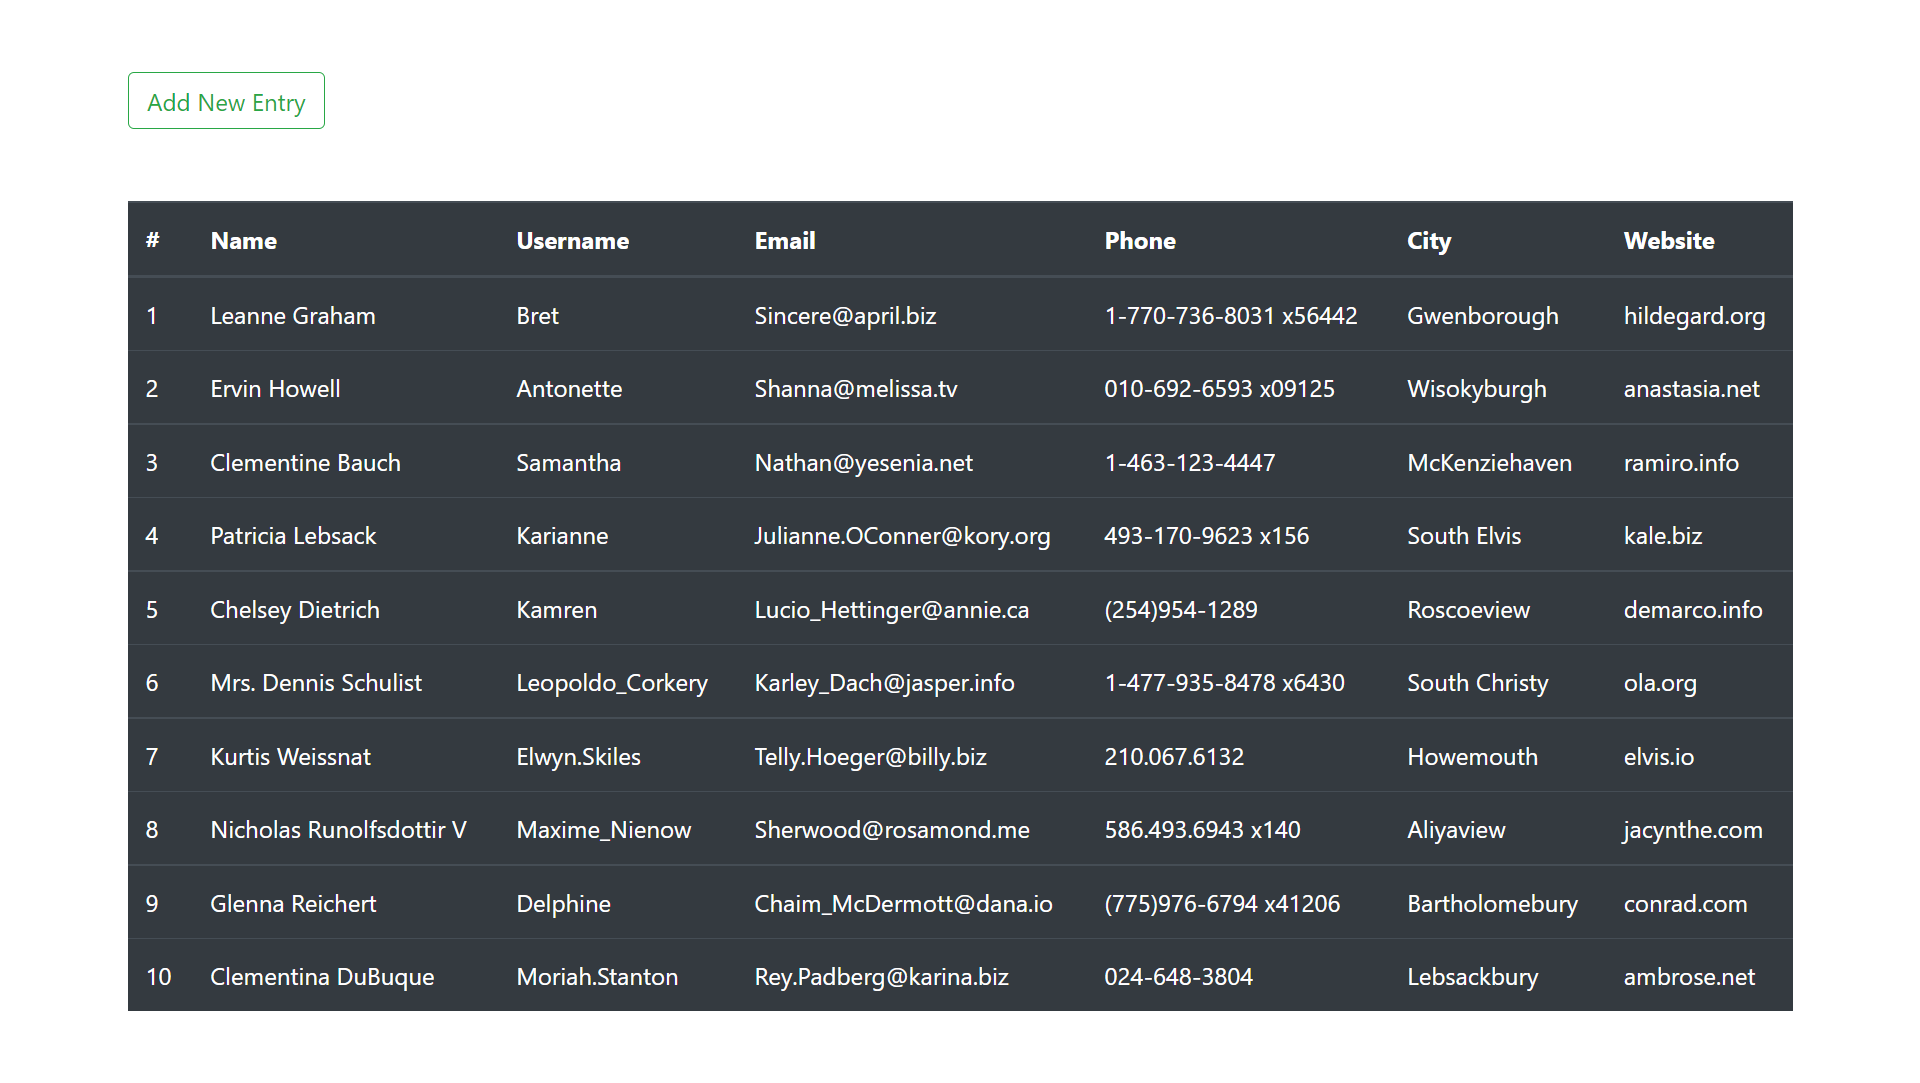 Add New Entry
# Name Username Email Phone City Website
1 Leanne Graham Bret Sincere@april.biz 1-770-736-8031 x56442 Gwenborough hildegard.org
2 Ervin Howell Antonette Shanna@melissa.tv 010-692-6593 x09125 Wisokyburgh anastasia.net
3 Clementine Bauch Samantha Nathan@yesenia.net 1-463-123-4447 McKenziehaven ramiro.info
4 Patricia Lebsack Karianne Julianne.OConner@kory.org 493-170-9623 x156 South Elvis kale.biz
5 Chelsey Dietrich Kamren Lucio_Hettinger@annie.ca (254)954-1289 Roscoeview demarco.info
6 Mrs. Dennis Schulist Leopoldo_Corkery Karley_Dach@jasper.info 1-477-935-8478 x6430 South Christy ola.org
7 Kurtis Weissnat Elwyn.Skiles Telly.Hoeger@billy.biz 210.067.6132 Howemouth elvis.io
8 Nicholas Runolfsdottir V Maxime_Nienow Sherwood@rosamond.me 586.493.6943 x140 Aliyaview jacynthe.com
9 Glenna Reichert Delphine Chaim_McDermott@dana.io (775)976-6794 x41206 Bartholomebury conrad.com
10 Clementina DuBuque Moriah.Stanton Rey.Padberg@karina.biz 024-648-3804 Lebsackbury ambrose.net